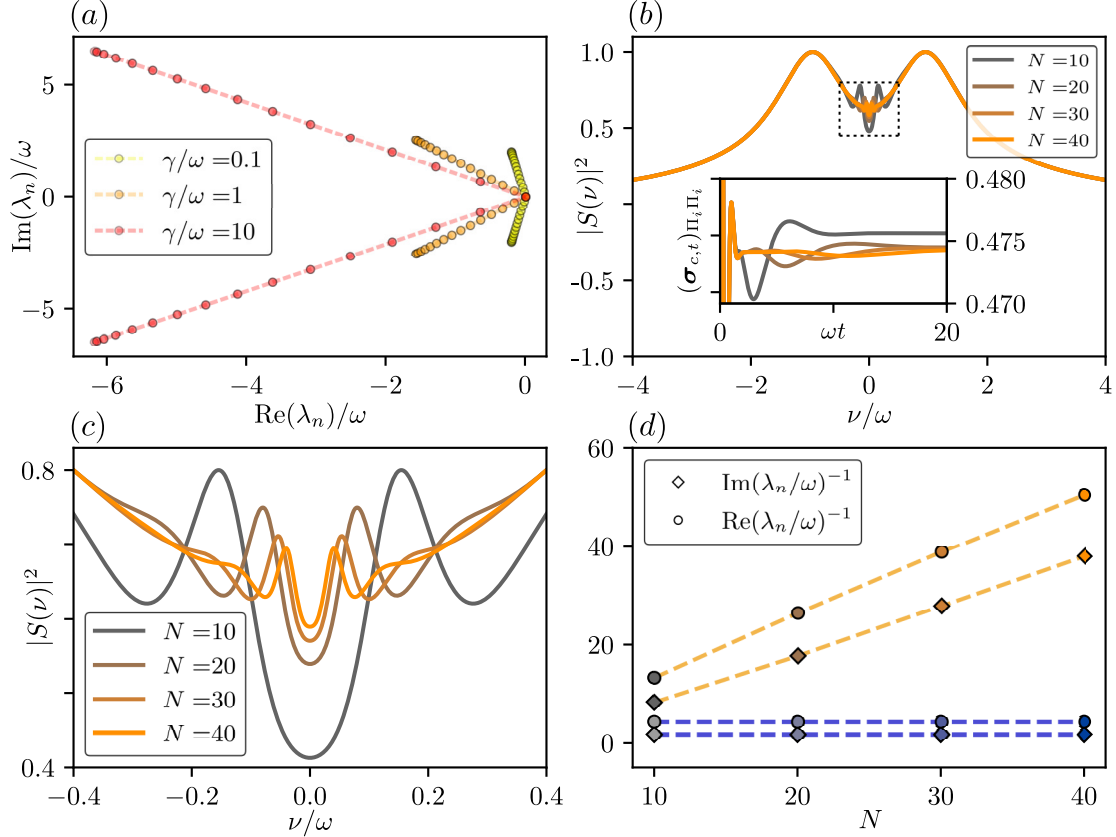 (a)
Im(λₙ)/ω
5
0
−5
γ/ω =0.1
γ/ω =1
γ/ω =10
−6 −4 −2 0
Re(λₙ)/ω
(b)
|S(ν)|²
1.0
0.5
0.0
-0.5
-1.0
N =10
N =20
N =30
N =40
(σ_{c,t})_{Π_iΠ_i}
0.480
0.475
0.470
0 ωt 20
−4 −2 0 2 4
ν/ω
(c)
|S(ν)|²
0.8
0.4
N =10
N =20
N =30
N =40
−0.4 −0.2 0.0 0.2 0.4
ν/ω
(d)
60
40
20
0
Im(λₙ/ω)⁻¹
Re(λₙ/ω)⁻¹
10 20 30 40
N